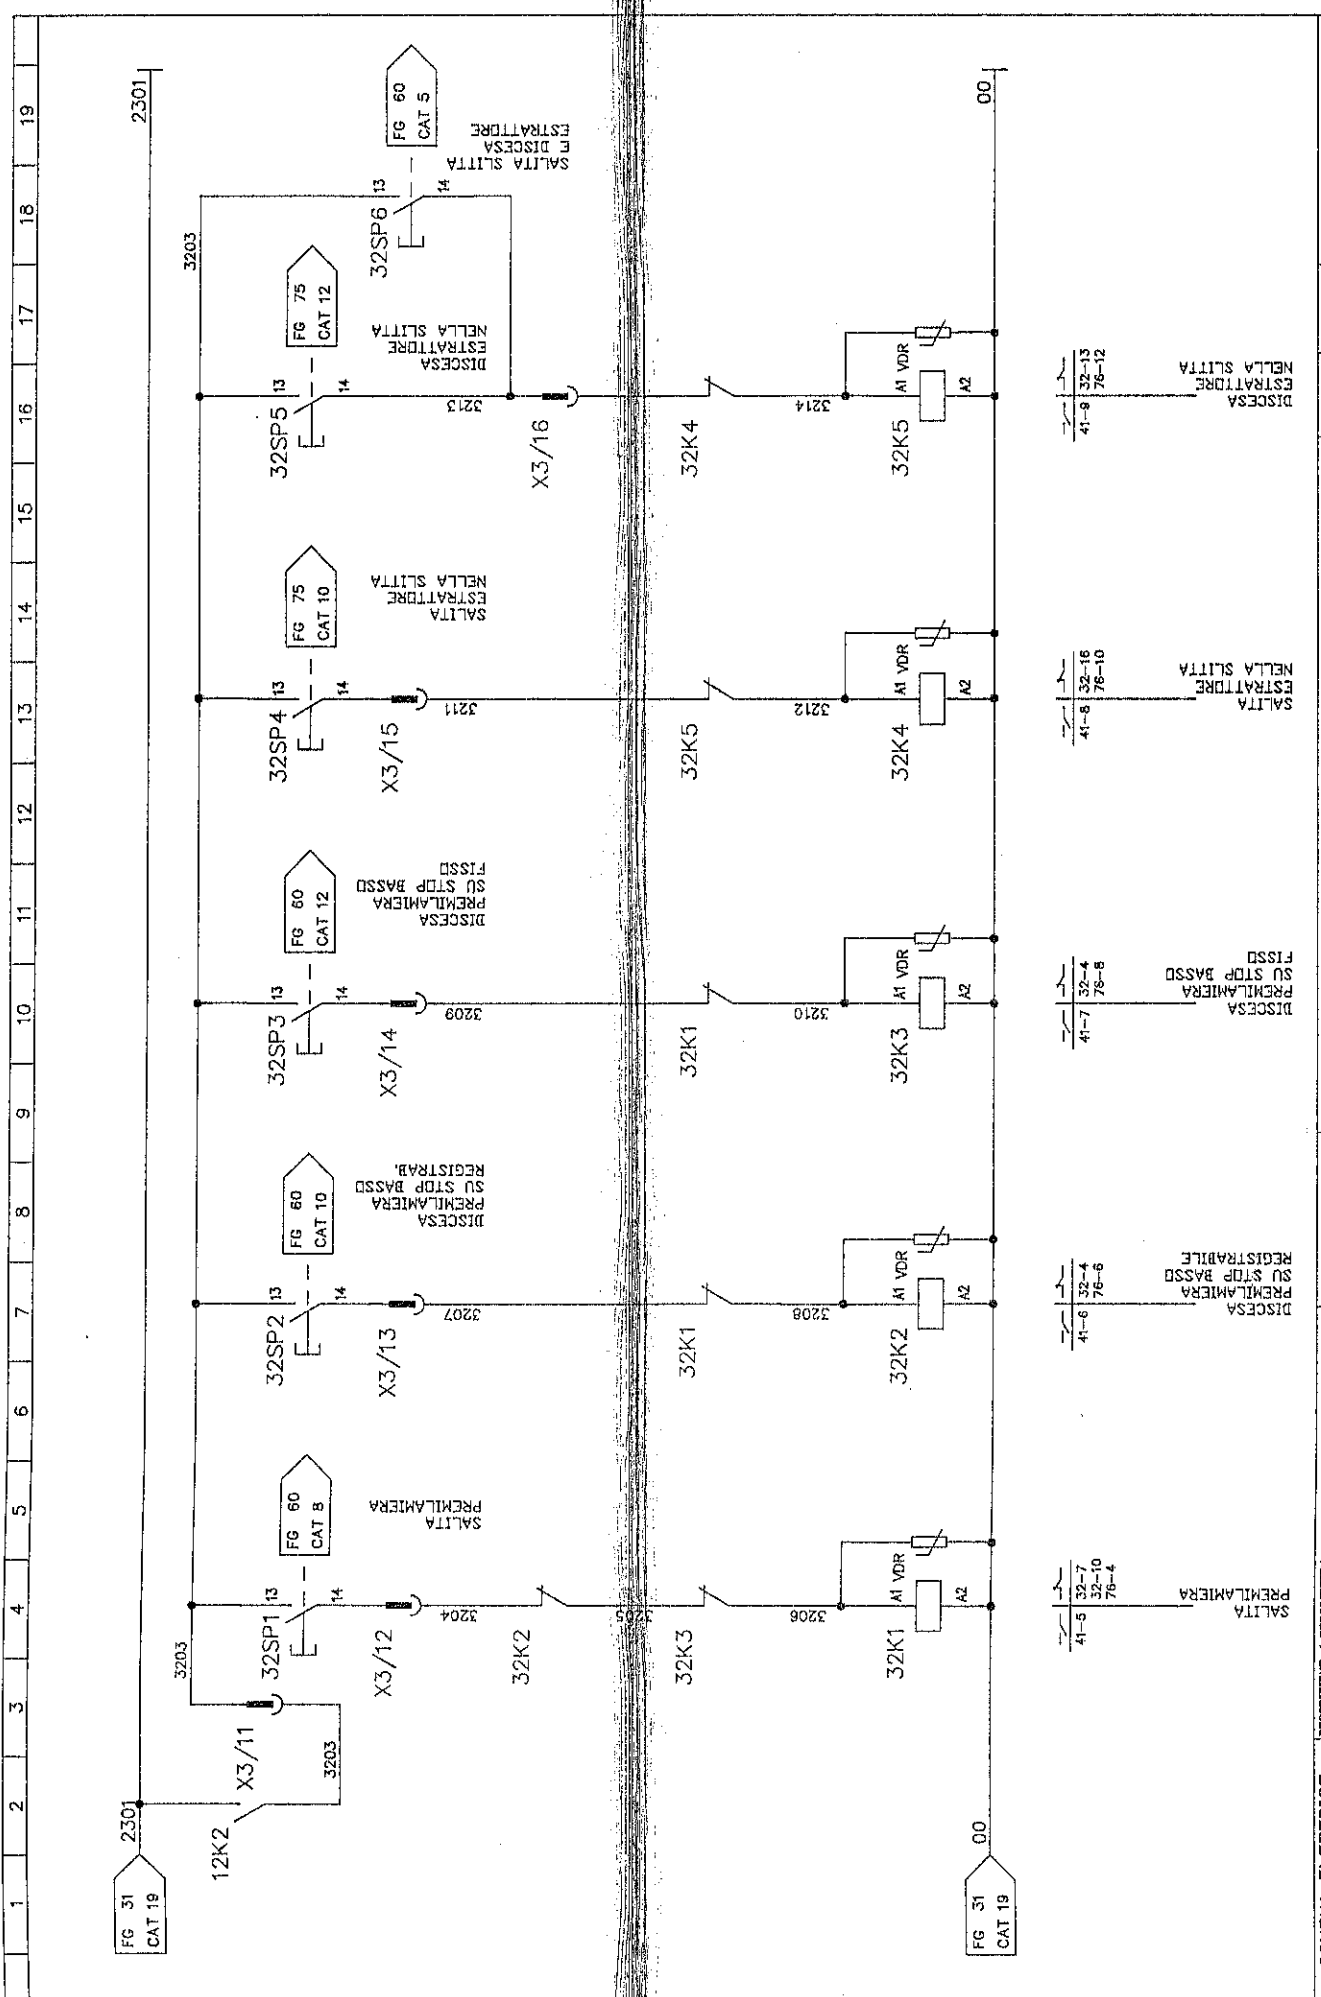 1
2
3
4
5
6
7
8
9
10
11
12
13
14
15
16
17
18
19
FG 31
CAT 19
2301
2301
12K2
3203
X3/11
3203
3203
32SP1
13
14
FG 60
CAT 8
SALITA
PREMILAMIERA
X3/12
3204
32K2
3205
32K3
3206
32K1
A1
VDR
A2
32SP2
13
14
FG 60
CAT 10
DISCESA
PREMILAMIERA
SU STOP BASSO
REGISTRAB.
X3/13
3207
32K1
3208
32K2
A1
VDR
A2
32SP3
13
14
FG 60
CAT 12
DISCESA
PREMILAMIERA
SU STOP BASSO
FISSO
X3/14
3209
32K1
3210
32K3
A1
VDR
A2
32SP4
13
14
FG 75
CAT 10
SALITA
ESTRATTORE
NELLA SLITTA
X3/15
3211
32K5
3212
32K4
A1
VDR
A2
32SP5
13
14
FG 75
CAT 12
DISCESA
ESTRATTORE
NELLA SLITTA
3213
X3/16
32K4
3214
32K5
A1
VDR
A2
32SP6
13
14
FG 60
CAT 5
SALITA SLITTA
E DISCESA
ESTRATTORE
FG 31
CAT 19
00
00
41-5
32-7
32-10
76-4
SALITA
PREMILAMIERA
41-6
32-4
76-6
DISCESA
PREMILAMIERA
SU STOP BASSO
REGISTRABILE
41-7
32-4
76-8
DISCESA
PREMILAMIERA
SU STOP BASSO
FISSO
41-8
32-16
76-10
SALITA
ESTRATTORE
NELLA SLITTA
41-9
32-13
76-12
DISCESA
ESTRATTORE
NELLA SLITTA